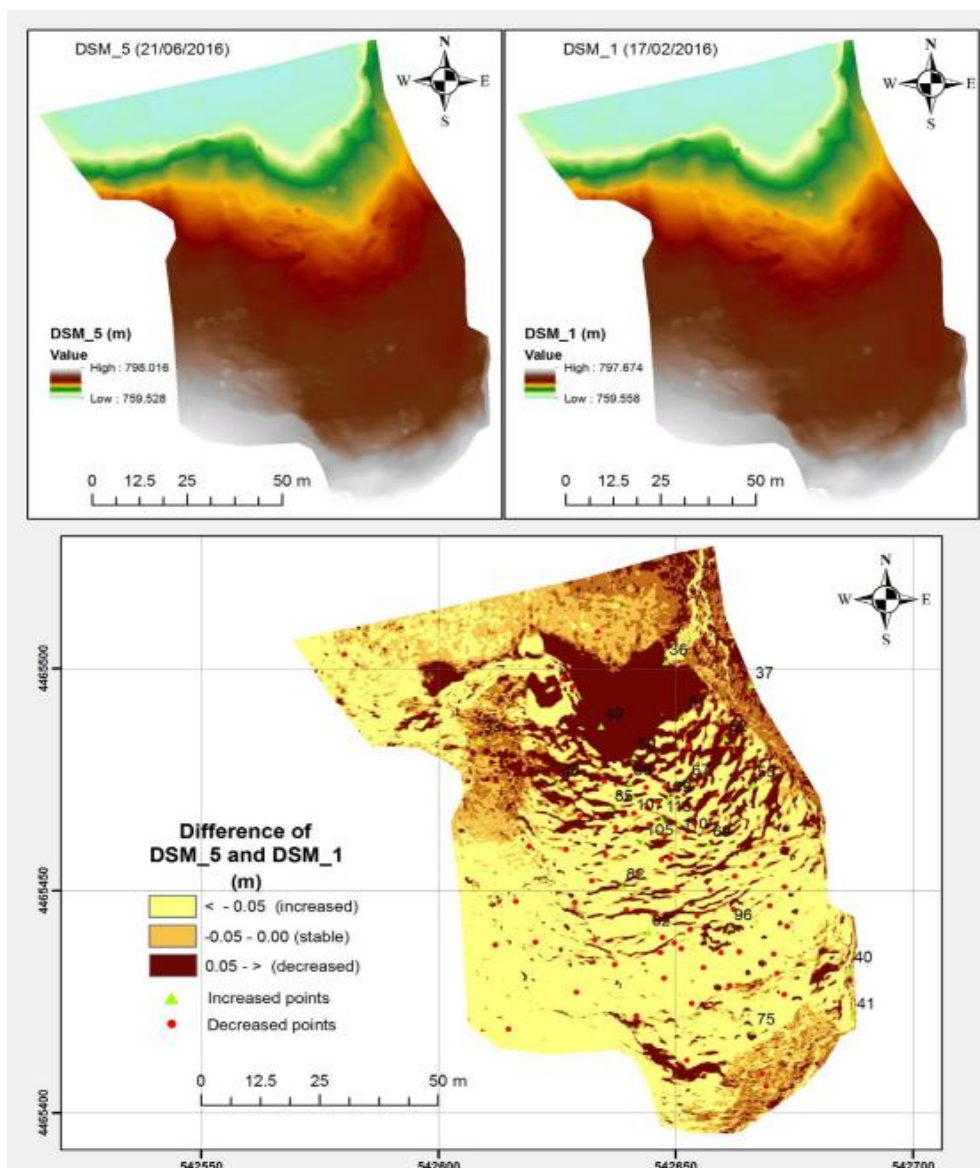 DSM_5 (21/06/2016)
N
W E
S
DSM_5 (m)
Value
High : 798.016
Low : 759.528
0 12.5 25 50 m
DSM_1 (17/02/2016)
N
W E
S
DSM_1 (m)
Value
High : 797.674
Low : 759.558
0 12.5 25 50 m
N
W E
S
4465500
4465450
4465400
36
37
49
85
107
105
110
82
62
96
40
41
75
Difference of
DSM_5 and DSM_1
(m)
< - 0.05 (increased)
-0.05 - 0.00 (stable)
0.05 - > (decreased)
Increased points
Decreased points
0 12.5 25 50 m
542550 542600 542650 542700